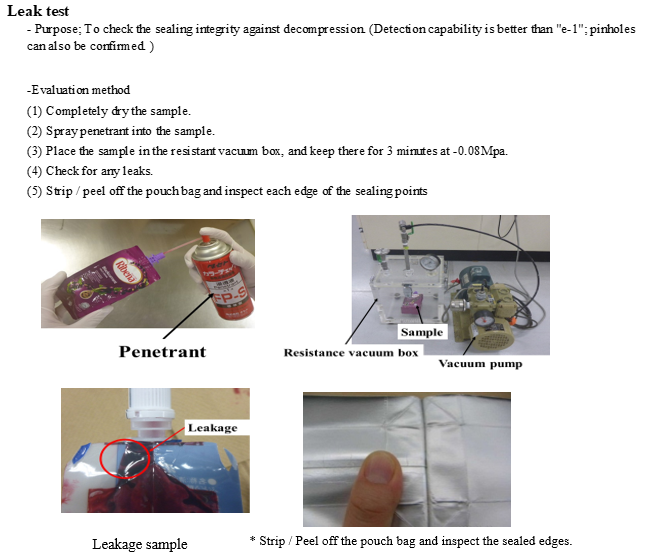 Leak test
- Purpose; To check the sealing integrity against decompression. (Detection capability is better than "e-1"; pinholes
can also be confirmed. )
-Evaluation method
(1) Completely dry the sample.
(2) Spray penetrant into the sample.
(3) Place the sample in the resistant vacuum box, and keep there for 3 minutes at -0.08Mpa.
(4) Check for any leaks.
(5) Strip / peel off the pouch bag and inspect each edge of the sealing points
Ribena
Penetrant
Sample
Resistance vacuum box
Vacuum pump
Leakage
Leakage sample
* Strip / Peel off the pouch bag and inspect the sealed edges.